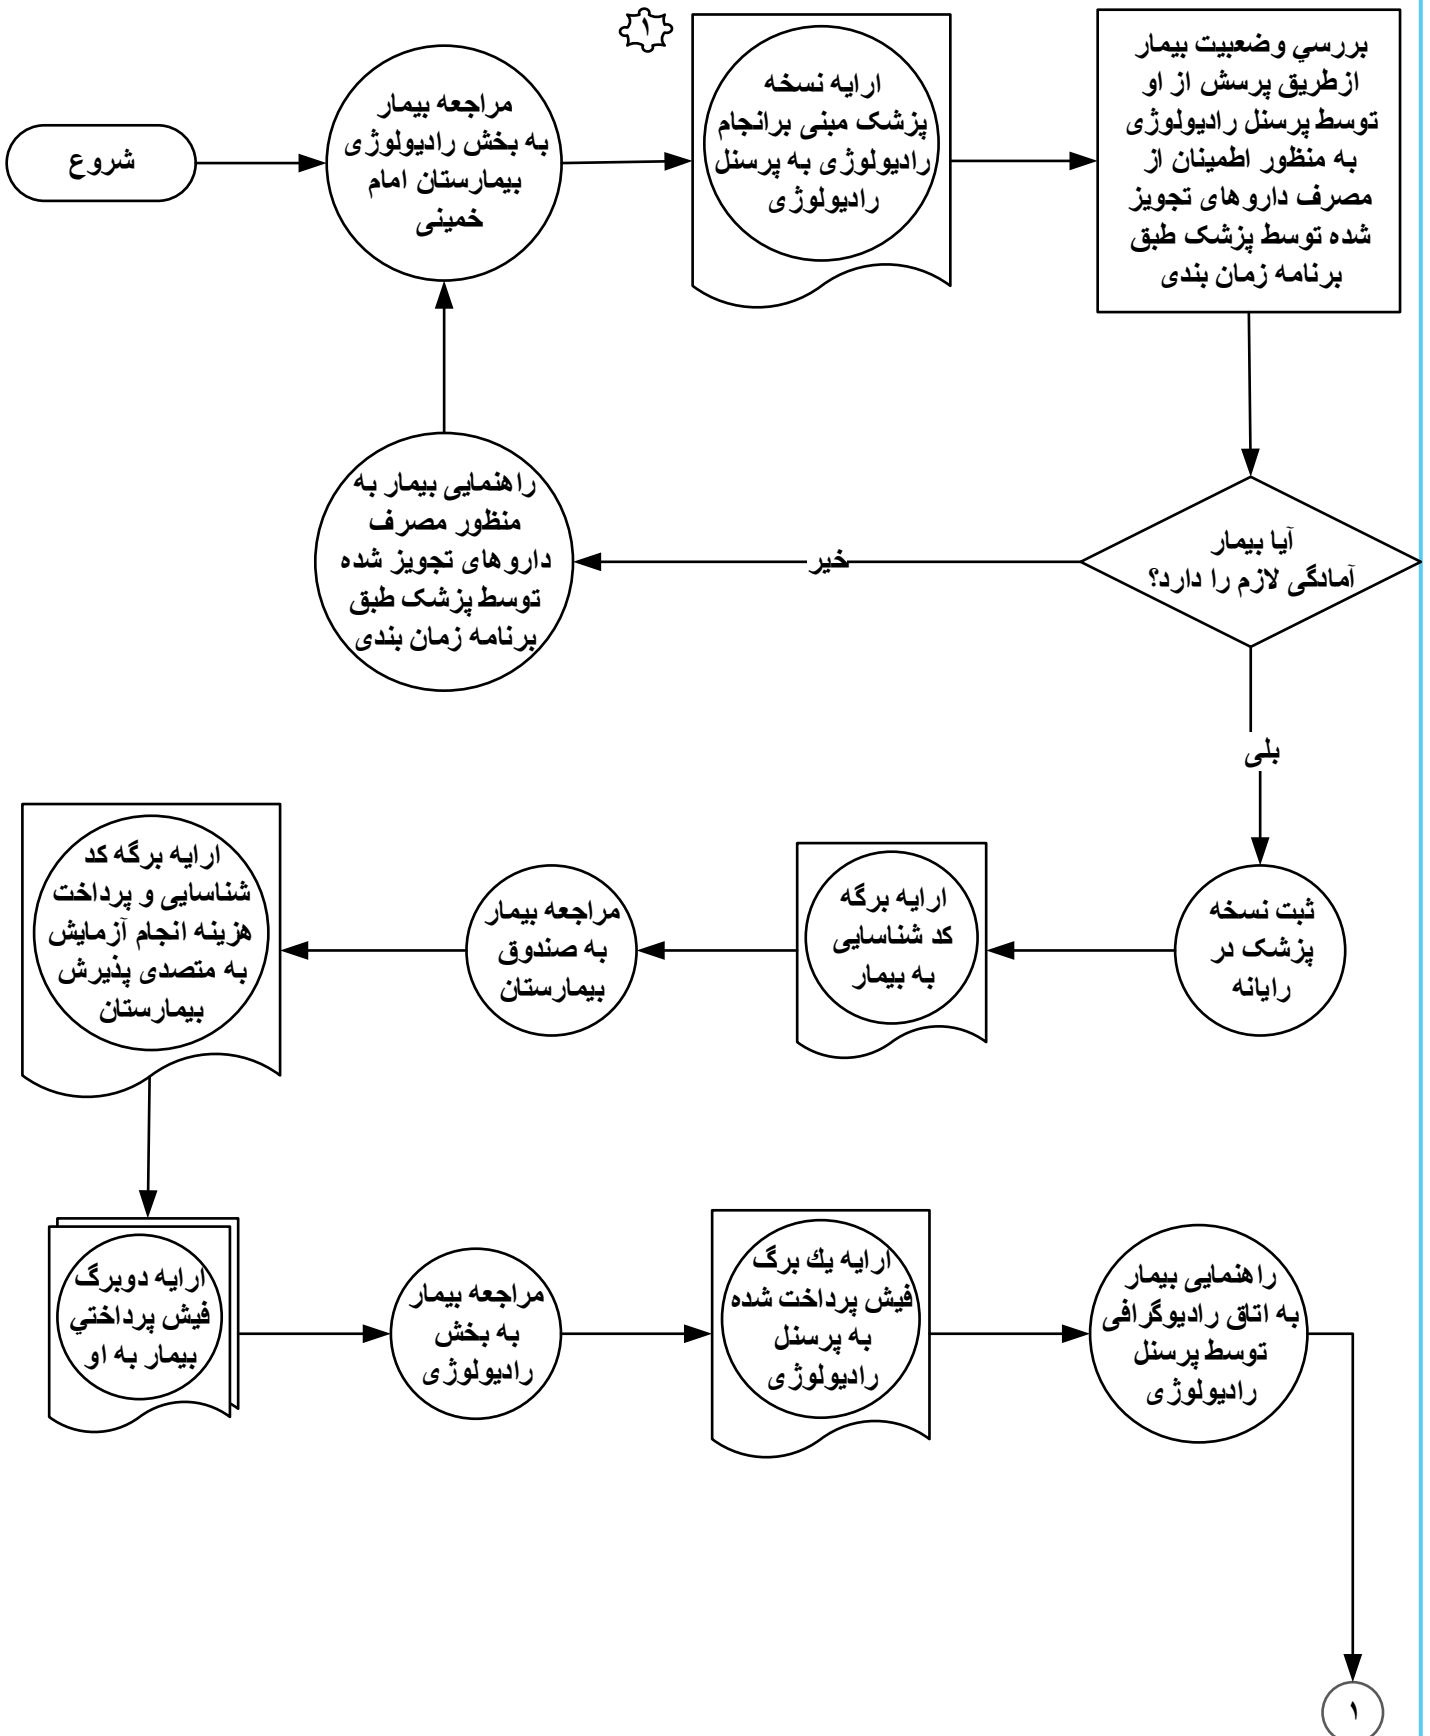 شروع
مراجعه بیمار
به بخش رادیولوژی
بیمارستان امام
خمینی
۱
ارایه نسخه
پزشک مبنی برانجام
رادیولوژی به پرسنل
رادیولوژی
بررسي وضعبيت بيمار
ازطریق پرسش از او
توسط پرسنل رادیولوژی
به منظور اطمینان از
مصرف داروهای تجویز
شده توسط پزشک طبق
برنامه زمان بندی
آیا بیمار
آمادگی لازم را دارد؟
خیر
راهنمایی بیمار به
منظور مصرف
داروهای تجویز شده
توسط پزشک طبق
برنامه زمان بندی
بلی
ثبت نسخه
پزشک در
رایانه
ارایه برگه
کد شناسایی
به بیمار
مراجعه بیمار
به صندوق
بیمارستان
ارایه برگه کد
شناسایی و پرداخت
هزینه انجام آزمایش
به متصدی پذیرش
بیمارستان
ارایه دوبرگ
فیش پرداختي
بیمار به او
مراجعه بیمار
به بخش
رادیولوژی
ارایه يك برگ
فیش پرداخت شده
به پرسنل
رادیولوژی
راهنمایی بیمار
به اتاق رادیوگرافی
توسط پرسنل
رادیولوژی
۱